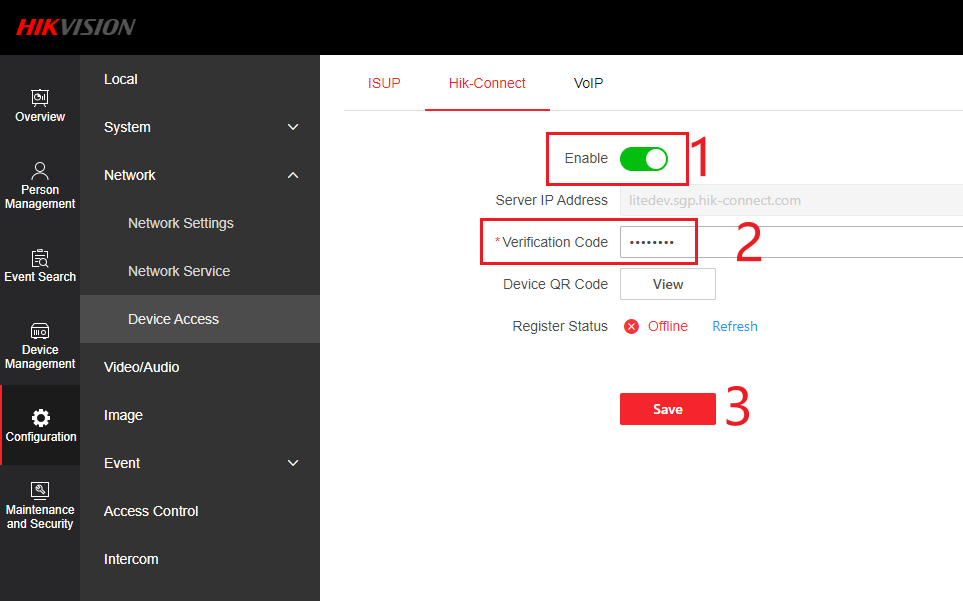 HIKVISION
Overview
Person
Management
Event Search
Device
Management
Configuration
Maintenance
and Security
Local
System
Network
Network Settings
Network Service
Device Access
Video/Audio
Image
Event
Access Control
Intercom
ISUP Hik-Connect VoIP
Enable 1
Server IP Address litedev.sgp.hik-connect.com
*Verification Code •••••••• 2
Device QR Code View
Register Status Offline Refresh
Save 3